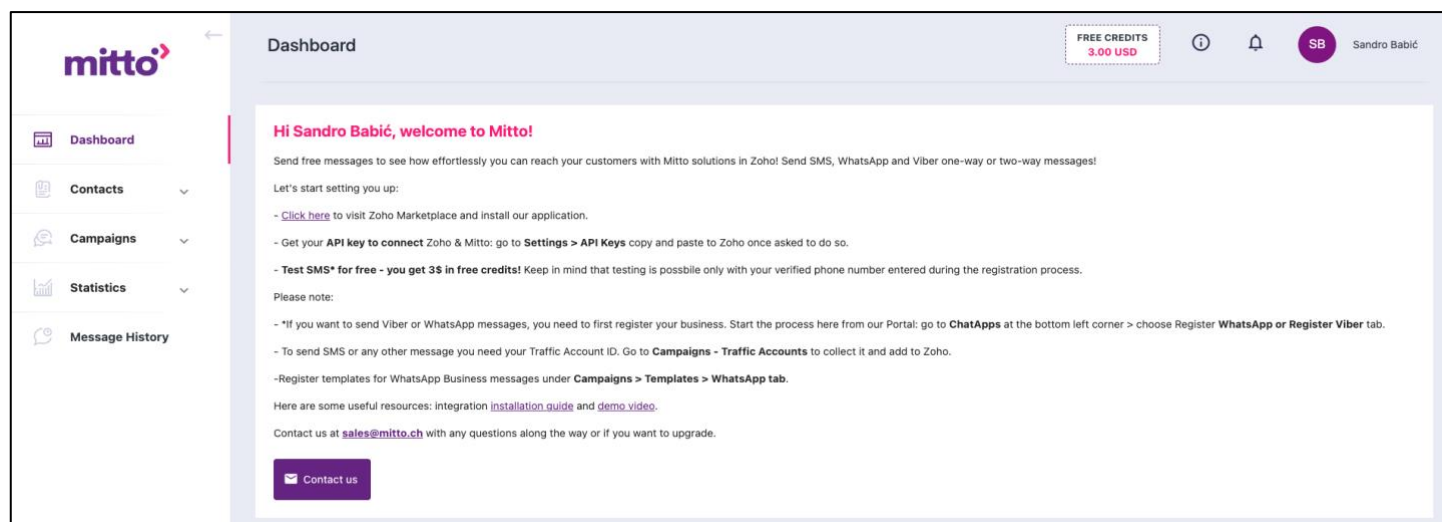 mitto
Dashboard
FREE CREDITS
3.00 USD
SB
Sandro Babić
Dashboard
Contacts
Campaigns
Statistics
Message History
Hi Sandro Babić, welcome to Mitto!
Send free messages to see how effortlessly you can reach your customers with Mitto solutions in Zoho! Send SMS, WhatsApp and Viber one-way or two-way messages!
Let's start setting you up:
- Click here to visit Zoho Marketplace and install our application.
- Get your API key to connect Zoho & Mitto: go to Settings > API Keys copy and paste to Zoho once asked to do so.
- Test SMS* for free - you get 3$ in free credits! Keep in mind that testing is possbile only with your verified phone number entered during the registration process.
Please note:
- *If you want to send Viber or WhatsApp messages, you need to first register your business. Start the process here from our Portal: go to ChatApps at the bottom left corner > choose Register WhatsApp or Register Viber tab.
- To send SMS or any other message you need your Traffic Account ID. Go to Campaigns - Traffic Accounts to collect it and add to Zoho.
-Register templates for WhatsApp Business messages under Campaigns > Templates > WhatsApp tab.
Here are some useful resources: integration installation guide and demo video.
Contact us at sales@mitto.ch with any questions along the way or if you want to upgrade.
Contact us